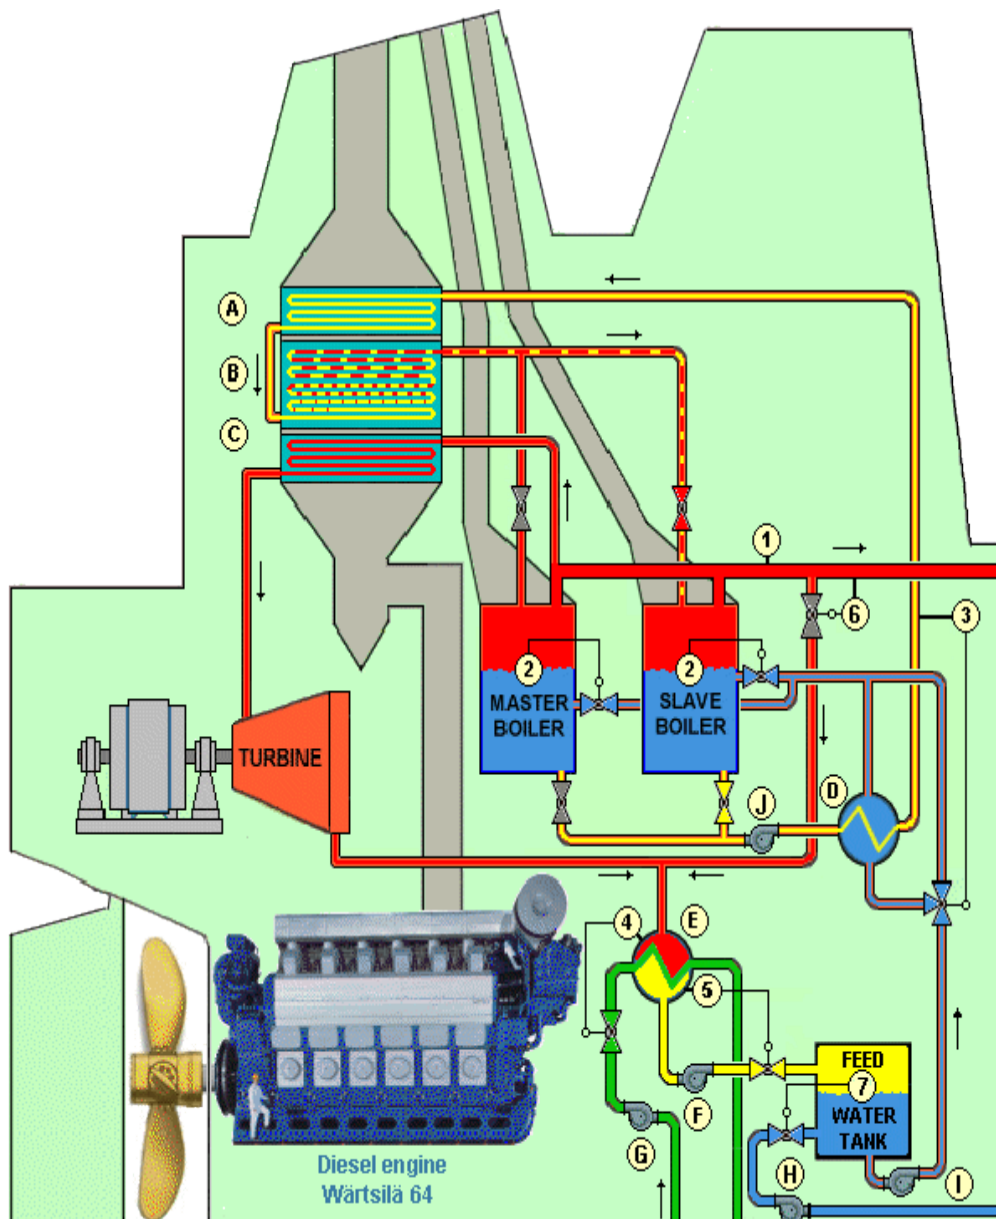 A
B
C
1
6
3
2
2
MASTER
BOILER
SLAVE
BOILER
TURBINE
J
D
4
E
5
FEED
7
WATER
TANK
F
G
H
I
Diesel engine
Wärtsilä 64